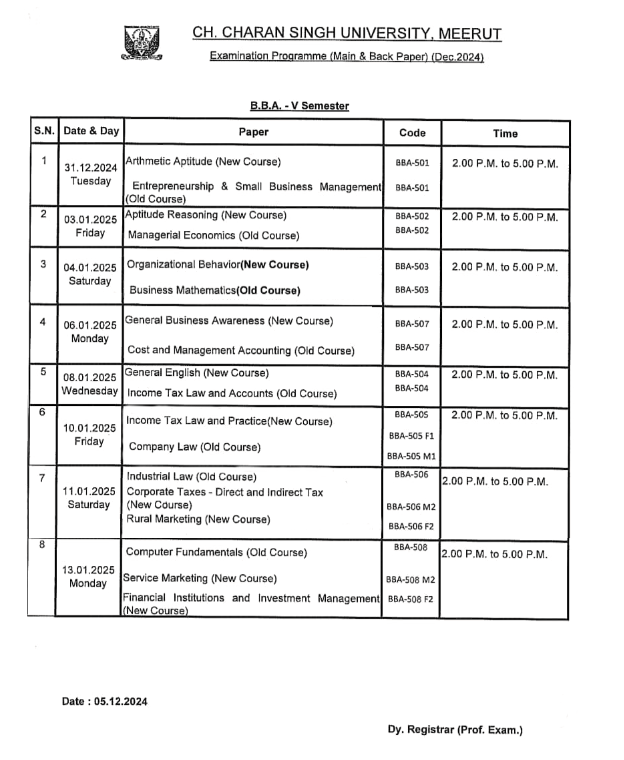 CH. CHARAN SINGH UNIVERSITY, MEERUT
Examination Programme (Main & Back Paper) (Dec.2024)
B.B.A. - V Semester
S.N. Date & Day Paper Code Time
1 31.12.2024 Tuesday Arthmetic Aptitude (New Course) BBA-501 2.00 P.M. to 5.00 P.M.
Entrepreneurship & Small Business Management BBA-501
(Old Course)
2 03.01.2025 Friday Aptitude Reasoning (New Course) BBA-502 2.00 P.M. to 5.00 P.M.
Managerial Economics (Old Course) BBA-502
3 04.01.2025 Saturday Organizational Behavior(New Course) BBA-503 2.00 P.M. to 5.00 P.M.
Business Mathematics(Old Course) BBA-503
4 06.01.2025 Monday General Business Awareness (New Course) BBA-507 2.00 P.M. to 5.00 P.M.
Cost and Management Accounting (Old Course) BBA-507
5 08.01.2025 Wednesday General English (New Course) BBA-504 2.00 P.M. to 5.00 P.M.
Income Tax Law and Accounts (Old Course) BBA-504
6 10.01.2025 Friday Income Tax Law and Practice(New Course) BBA-505 2.00 P.M. to 5.00 P.M.
BBA-505 F1
Company Law (Old Course)
BBA-505 M1
7 11.01.2025 Saturday Industrial Law (Old Course) BBA-506 2.00 P.M. to 5.00 P.M.
Corporate Taxes - Direct and Indirect Tax
(New Course) BBA-506 M2
Rural Marketing (New Course) BBA-506 F2
8 13.01.2025 Monday Computer Fundamentals (Old Course) BBA-508 2.00 P.M. to 5.00 P.M.
Service Marketing (New Course) BBA-508 M2
Financial Institutions and Investment Management BBA-508 F2
(New Course)
Date : 05.12.2024
Dy. Registrar (Prof. Exam.)